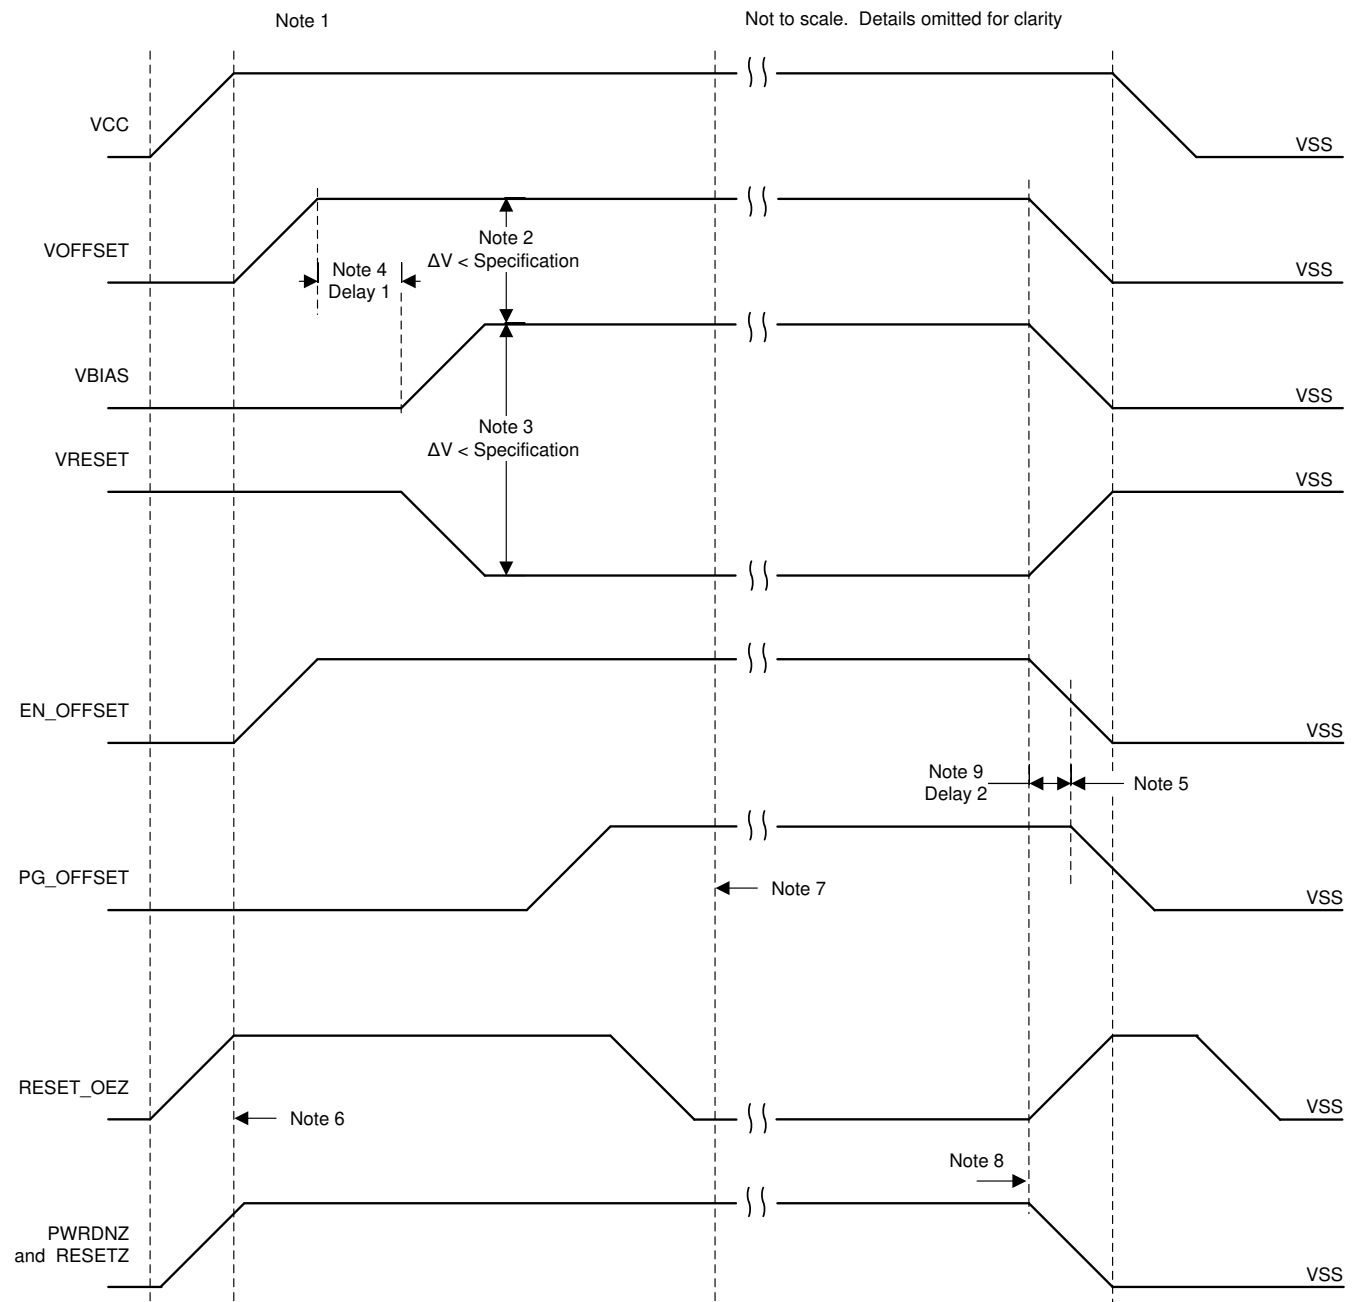 Note 1
Not to scale. Details omitted for clarity
VCC
VSS
VOFFSET
Note 2
ΔV < Specification
Note 4
Delay 1
VSS
VBIAS
VSS
Note 3
ΔV < Specification
VRESET
VSS
EN_OFFSET
VSS
Note 9
Delay 2
Note 5
PG_OFFSET
Note 7
VSS
RESET_OEZ
Note 6
VSS
Note 8
PWRDNZ
and RESETZ
VSS